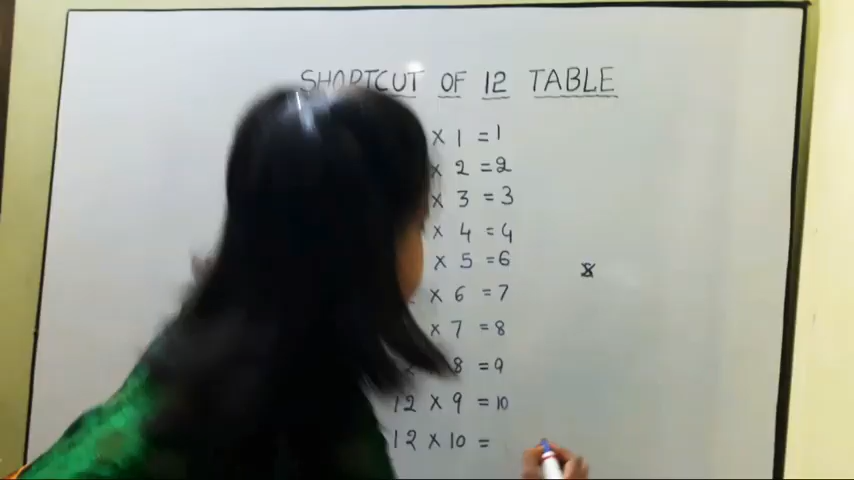 SHORTCUT OF 12 TABLE
× 1 = 1
× 2 = 2
× 3 = 3
× 4 = 4
× 5 = 6
× 6 = 7
× 7 = 8
8 = 9
12 × 9 = 10
12 × 10 =